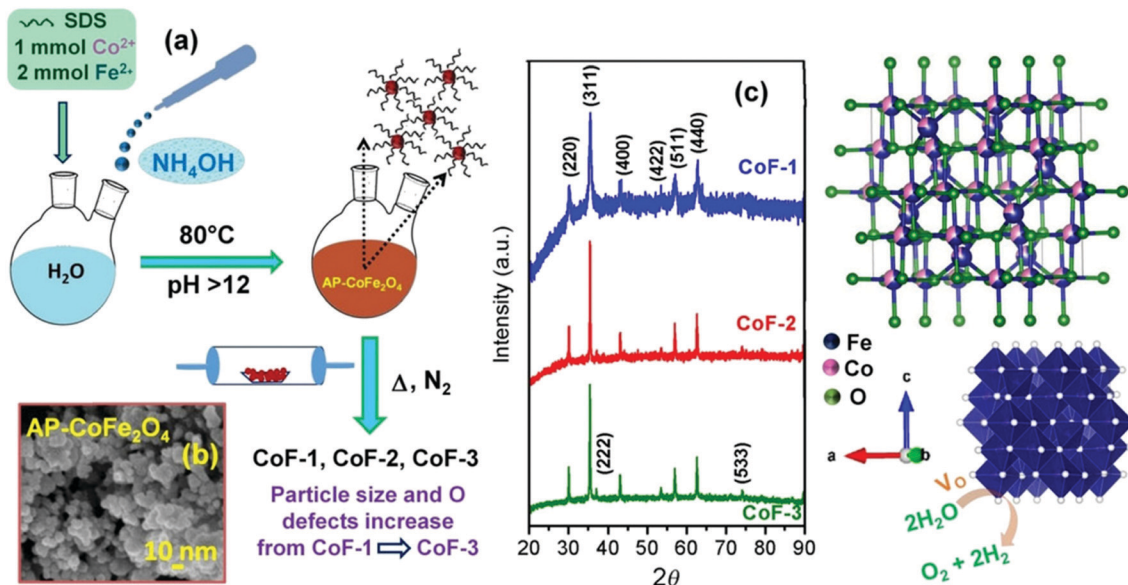 SDS
1 mmol Co²⁺
2 mmol Fe²⁺
(a)
NH₄OH
H₂O
80°C
pH >12
AP-CoFe₂O₄
Δ, N₂
AP-CoFe₂O₄
(b)
10 nm
CoF-1, CoF-2, CoF-3
Particle size and O
defects increase
from CoF-1 ⇨ CoF-3
(c)
Intensity (a.u.)
(220)
(311)
(400)
(422)
(511)
(440)
CoF-1
CoF-2
(222)
(533)
CoF-3
20 30 40 50 60 70 80 90
2θ
Fe
Co
O
c
a
b
V₀
2H₂O
O₂ + 2H₂